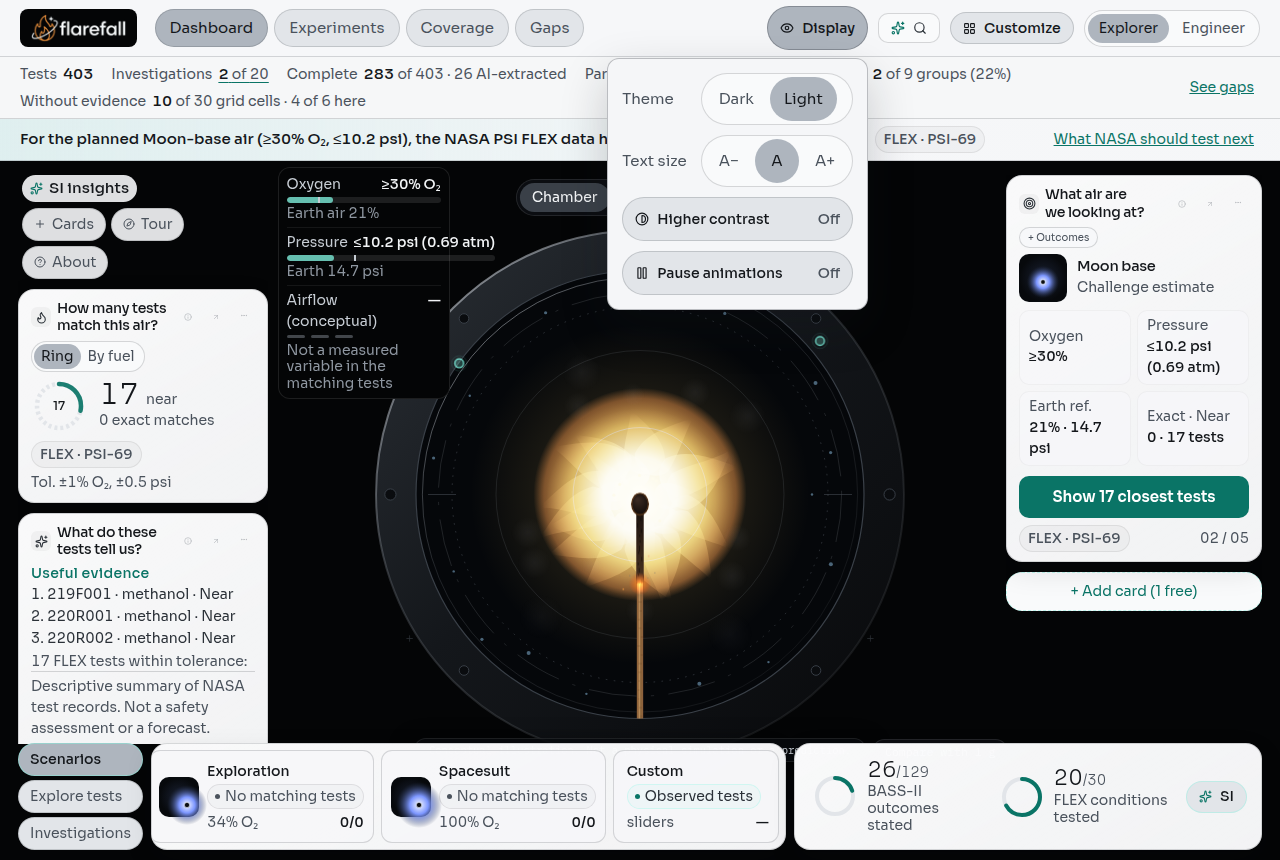 flarefall
Dashboard
Experiments
Coverage
Gaps
Display
Customize
Explorer
Engineer
Tests 403 Investigations 2 of 20 Complete 283 of 403 · 26 AI-extracted
2 of 9 groups (22%)
Without evidence 10 of 30 grid cells · 4 of 6 here
See gaps
For the planned Moon-base air (≥30% O₂, ≤10.2 psi), the NASA PSI FLEX data
FLEX · PSI-69
What NASA should test next
Theme
Dark
Light
Text size
A−
A
A+
Higher contrast
Off
Pause animations
Off
SI insights
+ Cards
Tour
About
How many tests
match this air?
Ring
By fuel
17
17 near
0 exact matches
FLEX · PSI-69
Tol. ±1% O₂, ±0.5 psi
What do these
tests tell us?
Useful evidence
1. 219F001 · methanol · Near
2. 220R001 · methanol · Near
3. 220R002 · methanol · Near
17 FLEX tests within tolerance:
Descriptive summary of NASA
test records. Not a safety
assessment or a forecast.
Oxygen
≥30% O₂
Earth air 21%
Pressure ≤10.2 psi (0.69 atm)
Earth 14.7 psi
Airflow
(conceptual)
—
Not a measured
variable in the
matching tests
Chamber
What air are
we looking at?
+ Outcomes
Moon base
Challenge estimate
Oxygen
≥30%
Pressure
≤10.2 psi
(0.69 atm)
Earth ref.
21% · 14.7
psi
Exact · Near
0 · 17 tests
Show 17 closest tests
FLEX · PSI-69
02 / 05
+ Add card (1 free)
Scenarios
Explore tests
Investigations
Exploration
• No matching tests
34% O₂
0/0
Spacesuit
• No matching tests
100% O₂
0/0
Custom
• Observed tests
sliders
—
26/129
BASS-II
outcomes
stated
20/30
FLEX conditions
tested
SI